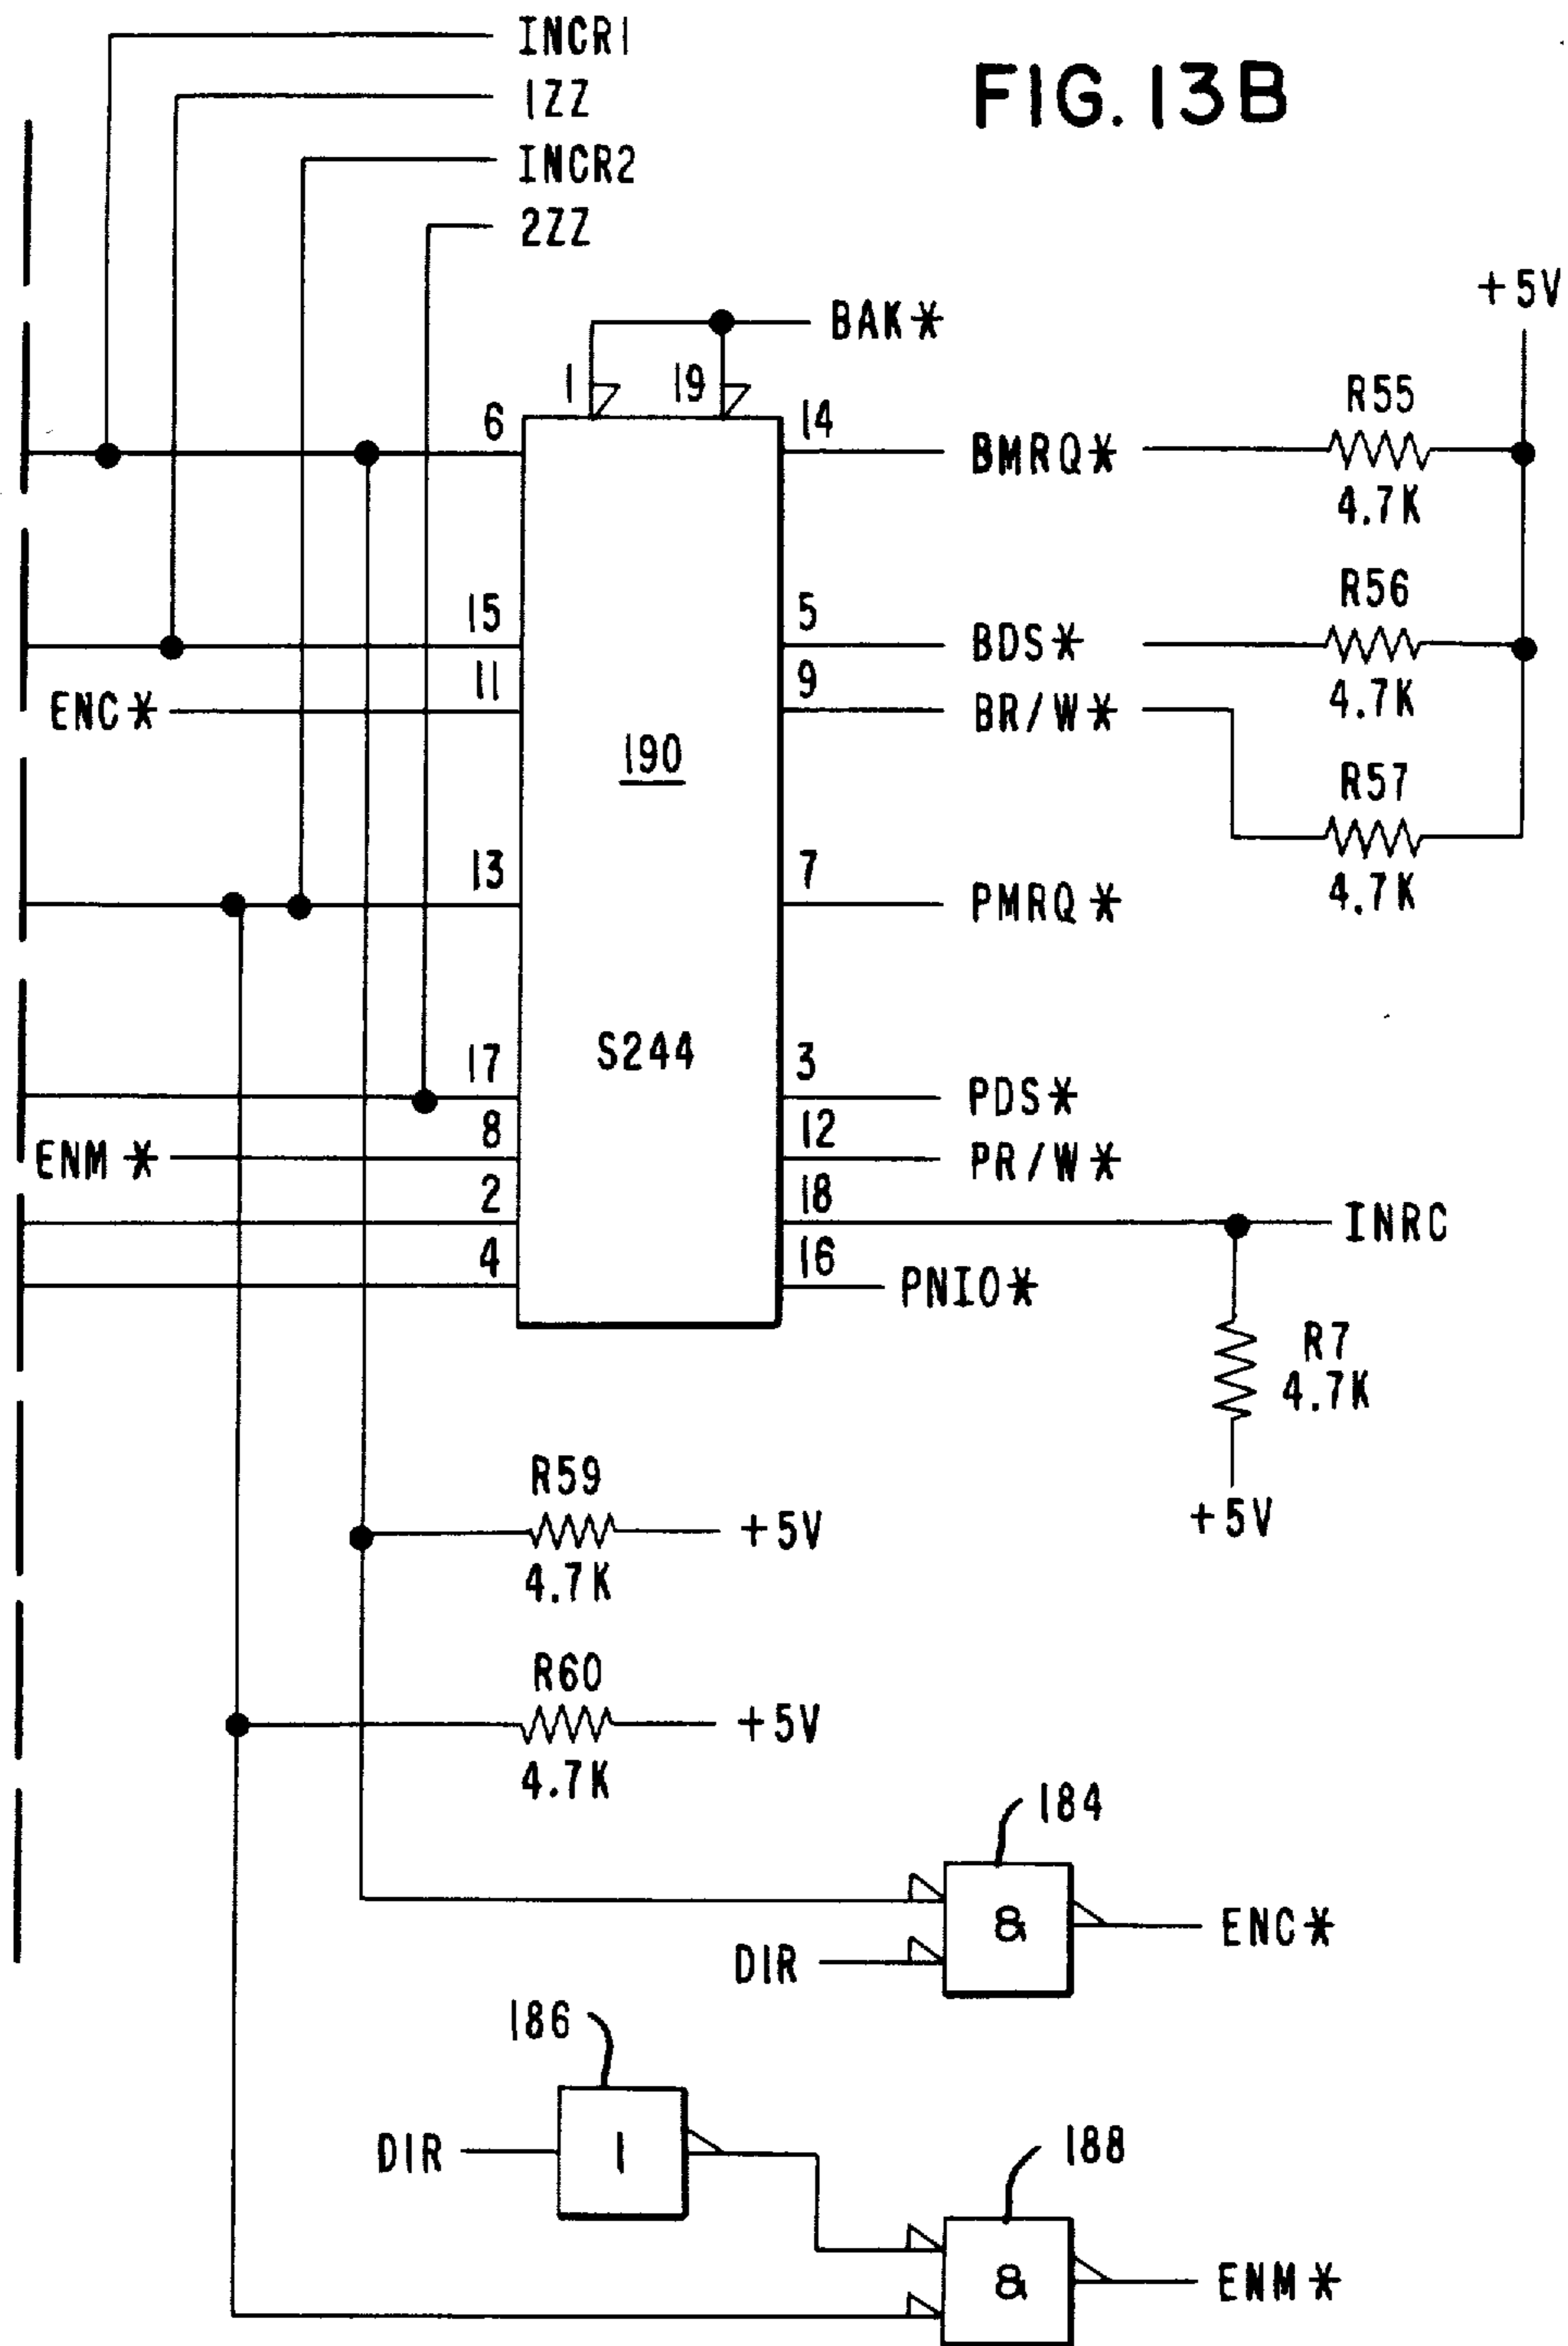 INCR1
FIG. 13B
1ZZ
INCR2
2ZZ
+5V
BAK*
1
19
R55
6
14
BMRQ*
4.7K
R56
15
5
BDS*
4.7K
11
9
ENC*
BR/W*
190
R57
4.7K
13
7
PMRQ*
S244
17
3
PDS*
8
12
ENM*
PR/W*
2
18
INRC
4
16
PNIO*
R7
4.7K
+5V
R59
+5V
4.7K
R60
+5V
4.7K
184
&
ENC*
DIR
186
DIR
1
188
&
ENM*